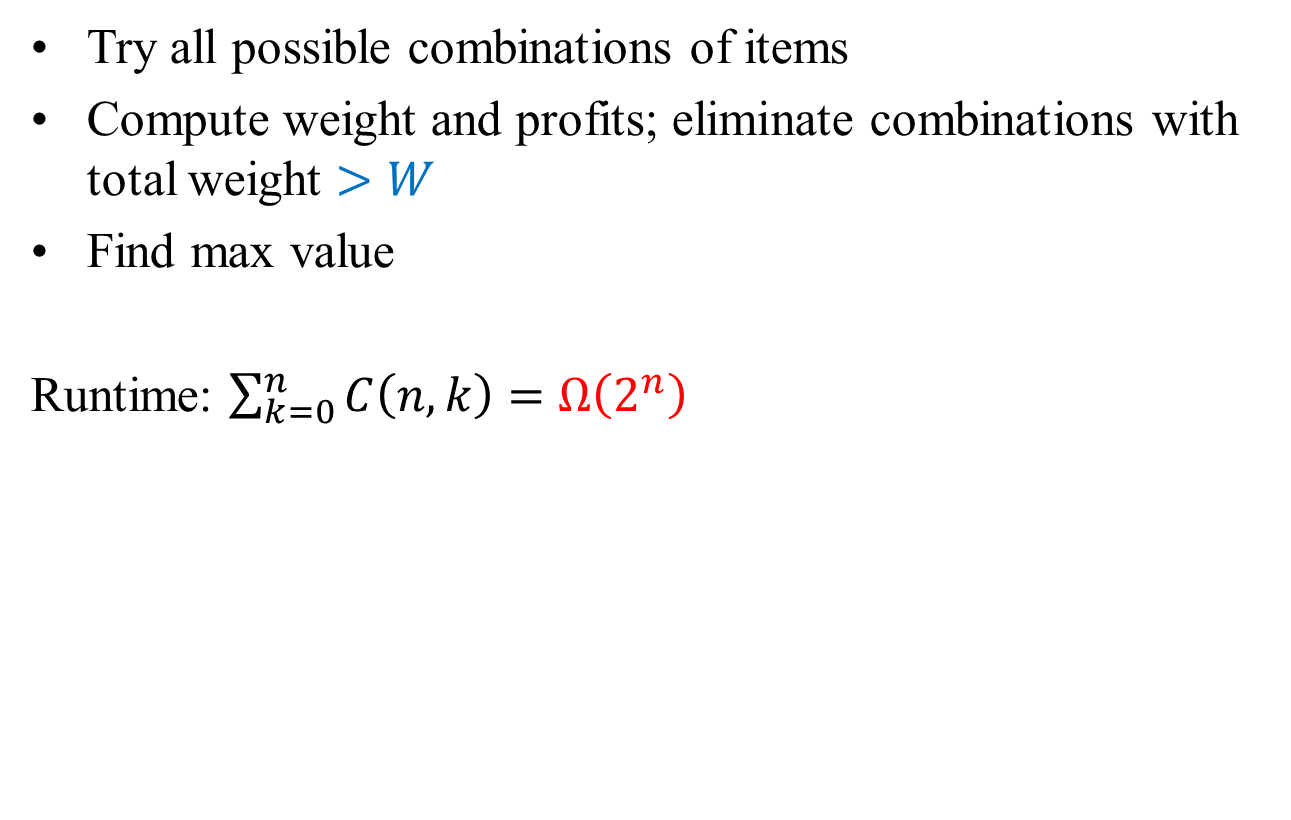 • Try all possible combinations of items
• Compute weight and profits; eliminate combinations with
total weight > W
• Find max value
Runtime: ∑ⁿₖ₌₀ C(n, k) = Ω(2ⁿ)